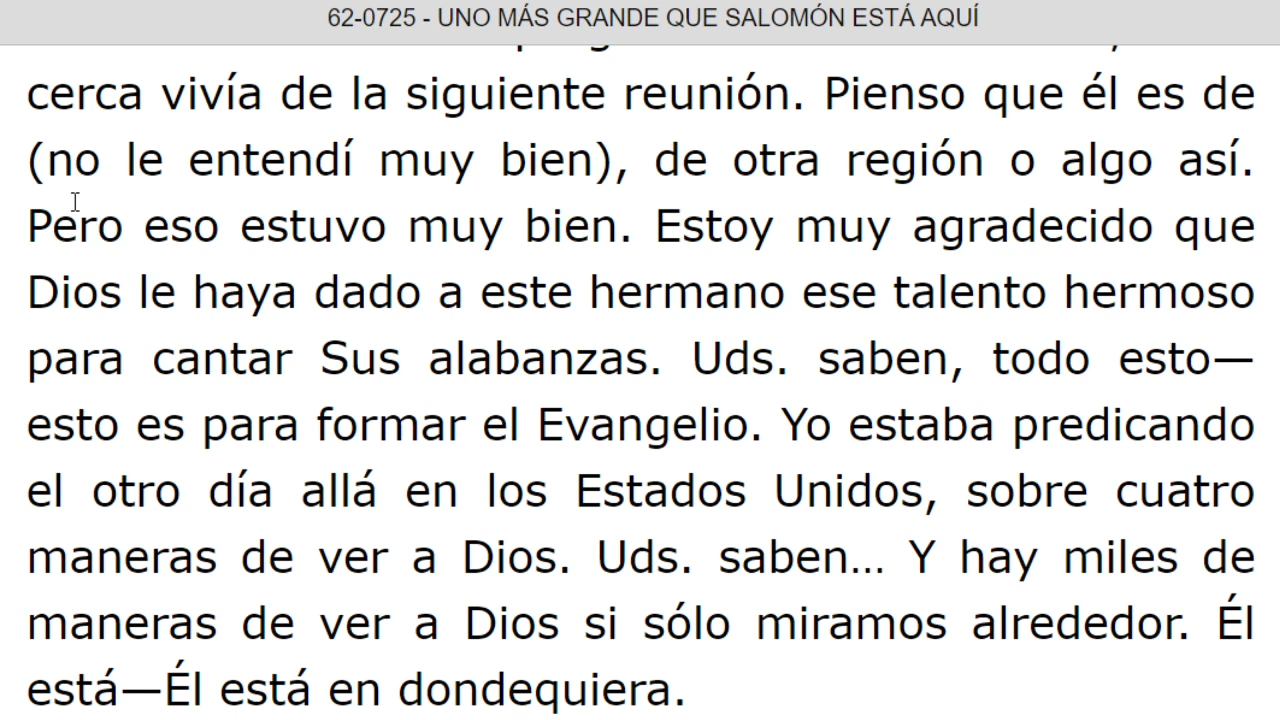 62-0725 - UNO MÁS GRANDE QUE SALOMÓN ESTÁ AQUÍ
cerca vivía de la siguiente reunión. Pienso que él es de
(no le entendí muy bien), de otra región o algo así.
Pero eso estuvo muy bien. Estoy muy agradecido que
Dios le haya dado a este hermano ese talento hermoso
para cantar Sus alabanzas. Uds. saben, todo esto—
esto es para formar el Evangelio. Yo estaba predicando
el otro día allá en los Estados Unidos, sobre cuatro
maneras de ver a Dios. Uds. saben… Y hay miles de
maneras de ver a Dios si sólo miramos alrededor. Él
está—Él está en dondequiera.